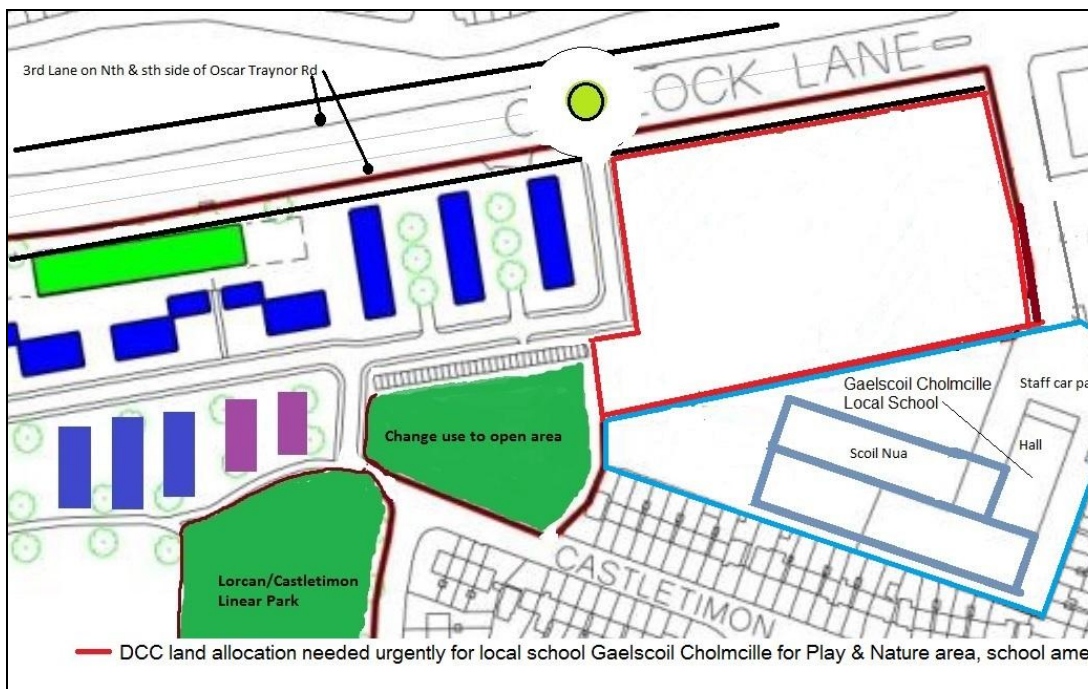 3rd Lane on Nth & sth side of Oscar Traynor Rd
OCK LANE
Gaelscoil Cholmcille
Local School
Staff car pa
Hall
Scoil Nua
Change use to open area
CASTLETIMON
Lorcan/Castletimon
Linear Park
DCC land allocation needed urgently for local school Gaelscoil Cholmcille for Play & Nature area, school ame